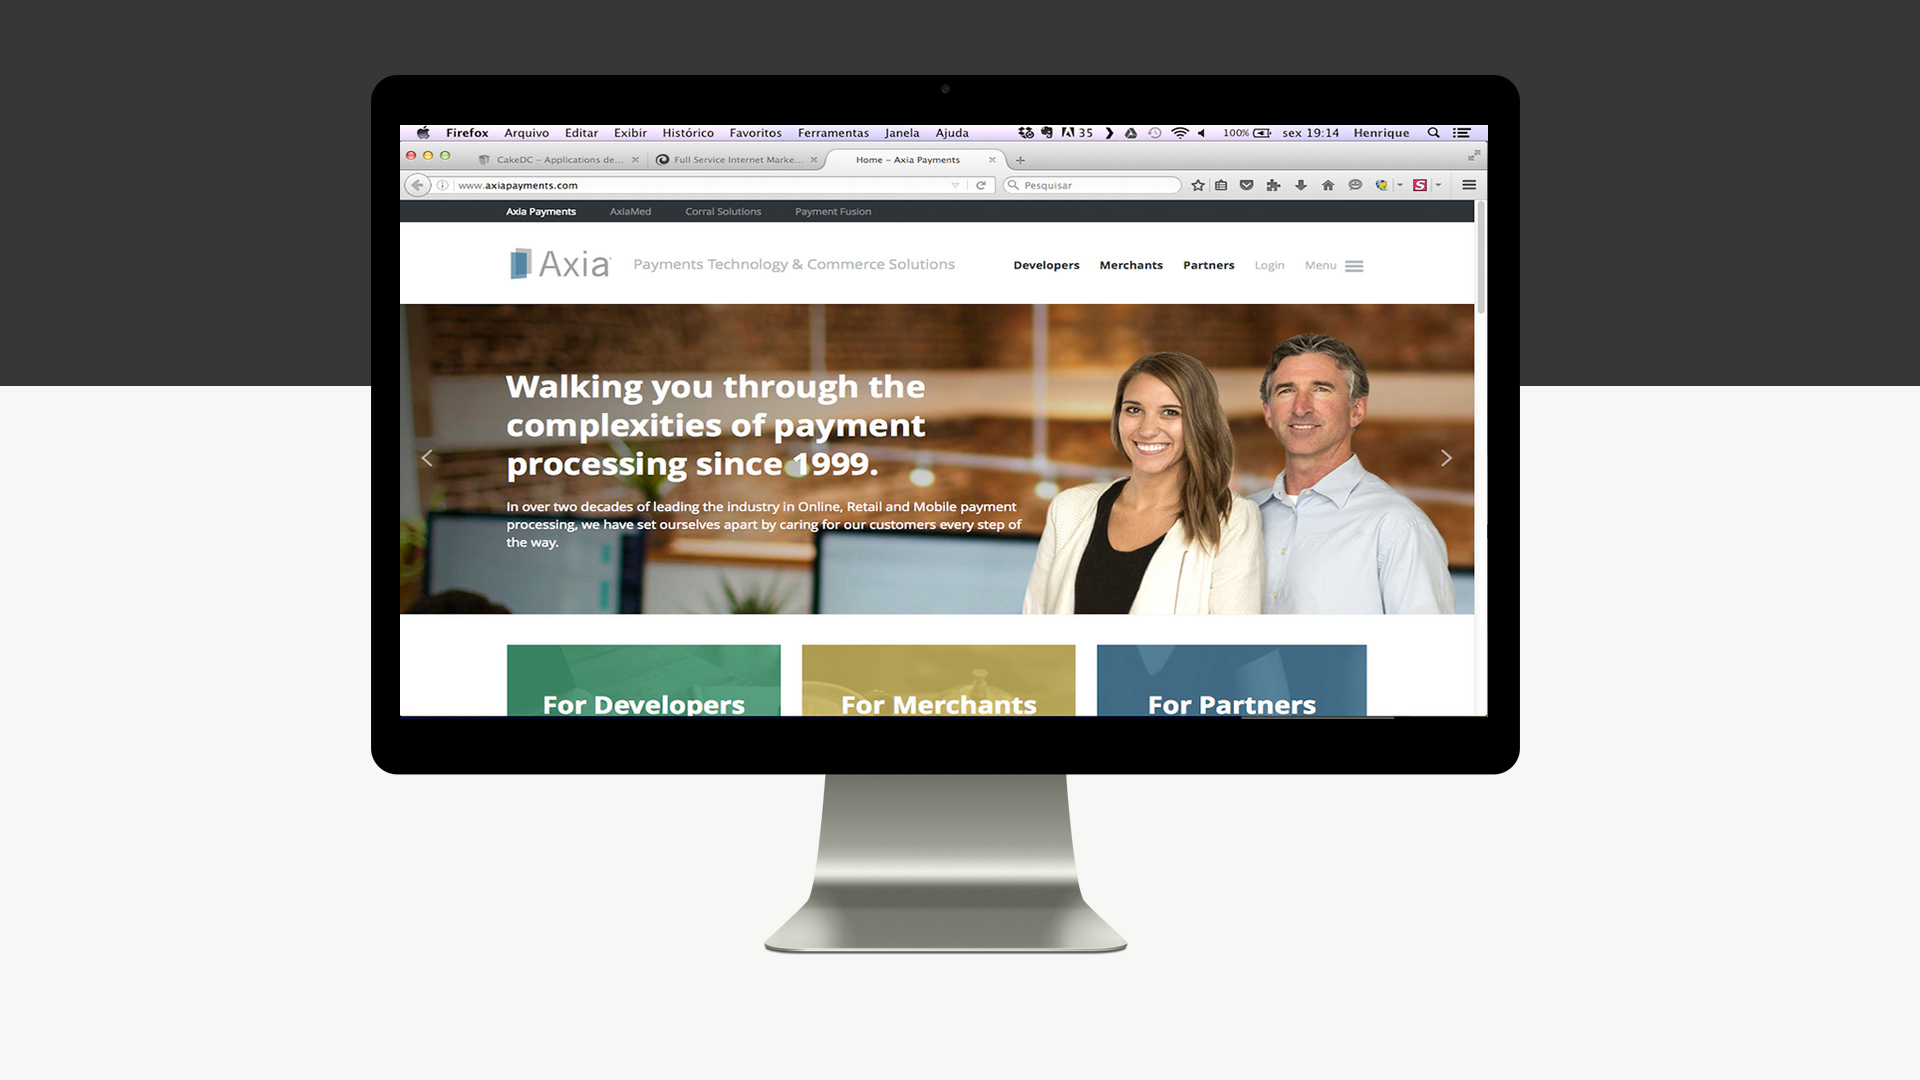 Firefox Arquivo Editar Exibir Histórico Favoritos Ferramentas Janela Ajuda 35 100% sex 19:14 Henrique
CakeDC – Applications de... Full Service Internet Marke... Home – Axia Payments
www.axiapayments.com Pesquisar
Axia Payments AxiaMed Corral Solutions Payment Fusion
Axia Payments Technology & Commerce Solutions Developers Merchants Partners Login Menu
Walking you through the
complexities of payment
processing since 1999.
In over two decades of leading the industry in Online, Retail and Mobile payment
processing, we have set ourselves apart by caring for our customers every step of
the way.
For Developers For Merchants For Partners